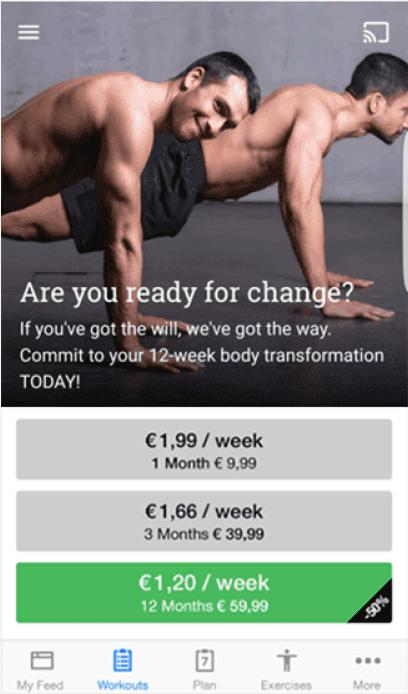 Are you ready for change?
If you've got the will, we've got the way.
Commit to your 12-week body transformation
TODAY!
€1,99 / week
1 Month € 9,99
€1,66 / week
3 Months € 39,99
€1,20 / week
12 Months € 59,99
-50%
My Feed
Workouts
7
Plan
Exercises
More